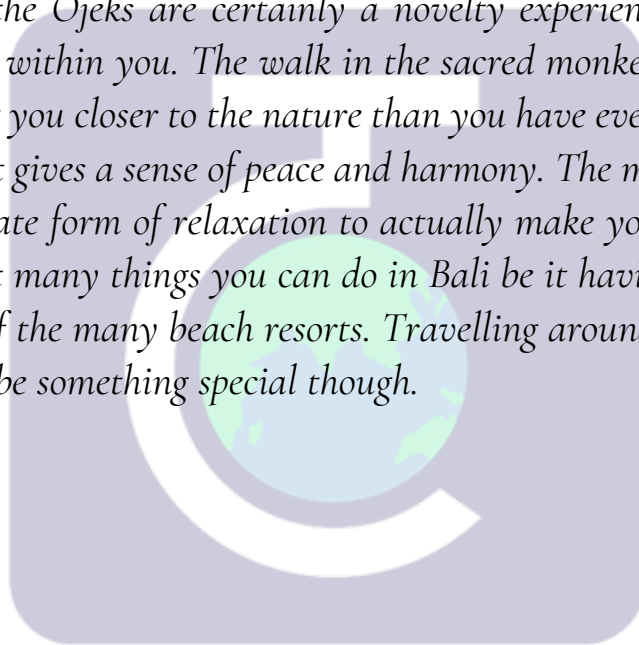 the Ojeks are certainly a novelty experien
within you. The walk in the sacred monke
you closer to the nature than you have eve
gives a sense of peace and harmony. The m
ate form of relaxation to actually make yo
many things you can do in Bali be it havi
f the many beach resorts. Travelling aroun
be something special though.